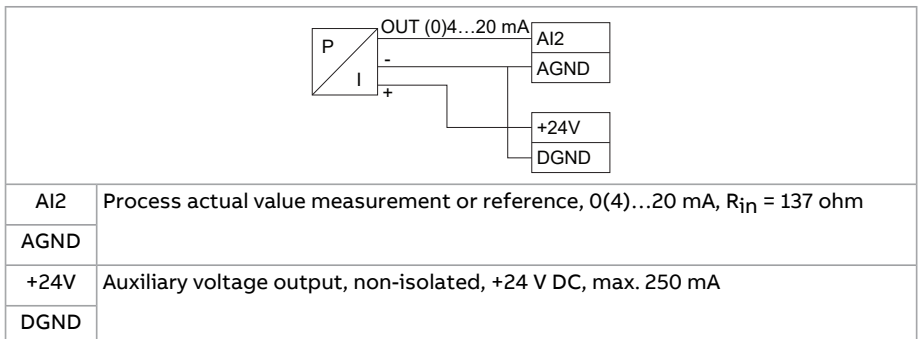 OUT (0)4…20 mA
P
I
-
+
AI2
AGND
+24V
DGND
AI2 Process actual value measurement or reference, 0(4)…20 mA, Rin = 137 ohm
AGND
+24V Auxiliary voltage output, non-isolated, +24 V DC, max. 250 mA
DGND